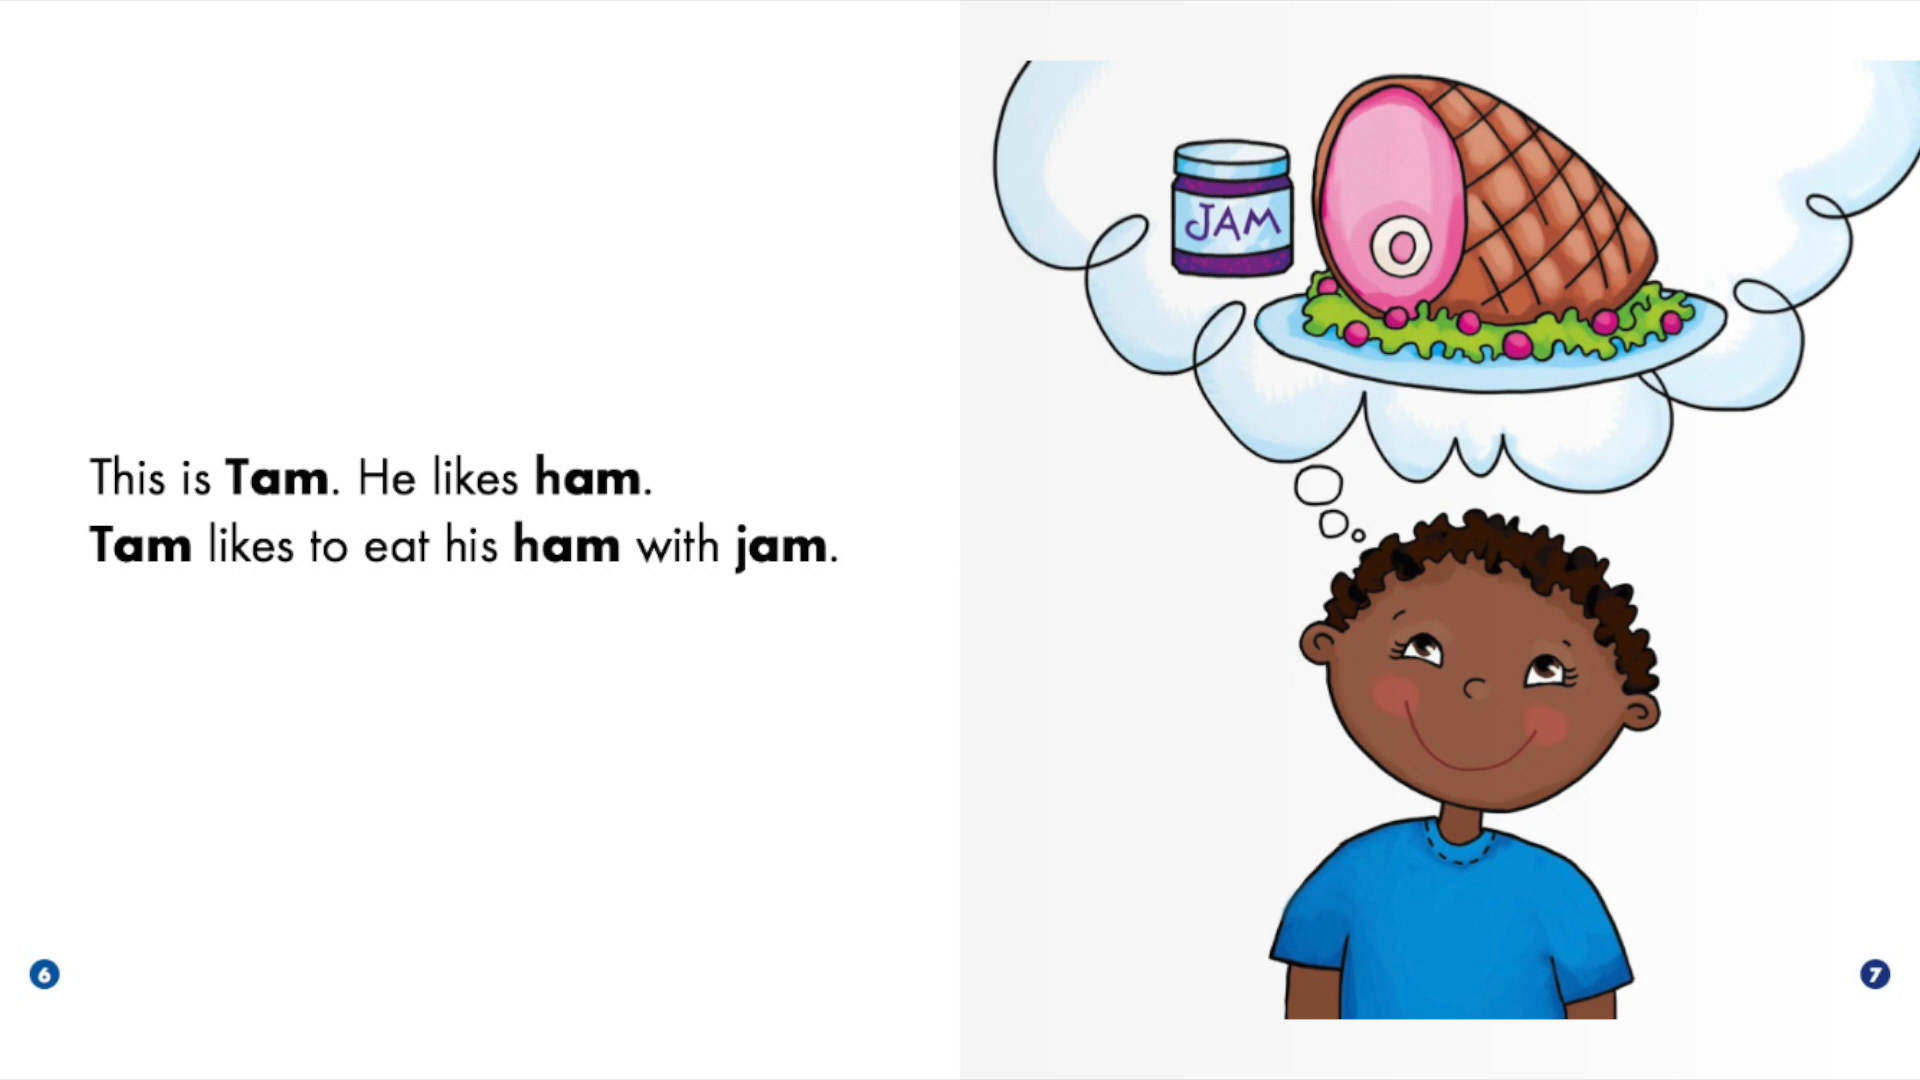 This is Tam. He likes ham.
Tam likes to eat his ham with jam.
JAM
6
7